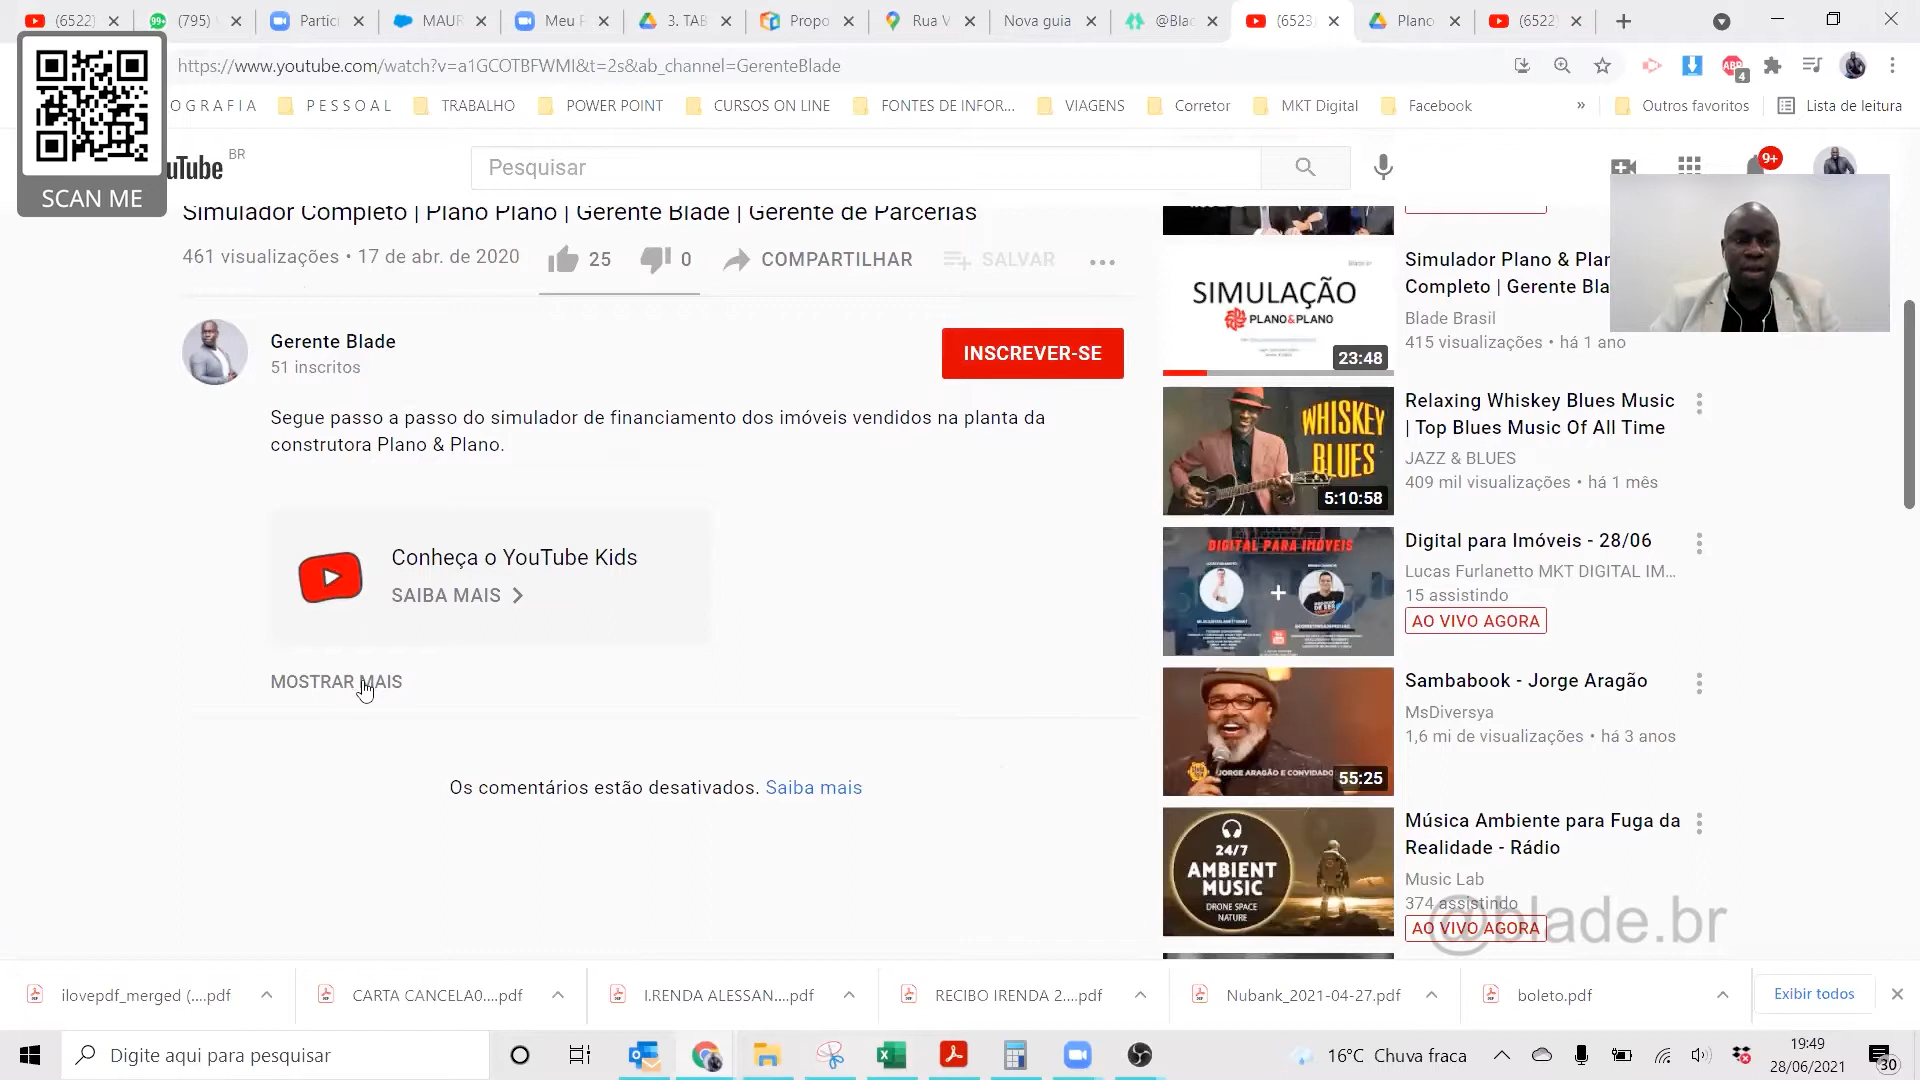 (6522)
(795)
Partici
MAUR
Meu F
3. TAB
Propo
Rua V
Nova guia
@Blac
(6523)
Plano
(6522)
https://www.youtube.com/watch?v=a1GCOTBFWMI&t=2s&ab_channel=GerenteBlade
ABP
4
OGRAFIA
PESSOAL
TRABALHO
POWER POINT
CURSOS ON LINE
FONTES DE INFOR...
VIAGENS
Corretor
MKT Digital
Facebook
»
Outros favoritos
Lista de leitura
SCAN ME
uTube
BR
Pesquisar
9+
Simulador Completo | Plano Plano | Gerente Blade | Gerente de Parcerias
461 visualizações • 17 de abr. de 2020
25
0
COMPARTILHAR
SALVAR
Gerente Blade
51 inscritos
INSCREVER-SE
Segue passo a passo do simulador de financiamento dos imóveis vendidos na planta da
construtora Plano & Plano.
Conheça o YouTube Kids
SAIBA MAIS
MOSTRAR MAIS
Os comentários estão desativados. Saiba mais
SIMULAÇÃO
PLANO&PLANO
23:48
Simulador Plano & Plan
Completo | Gerente Bla
Blade Brasil
415 visualizações • há 1 ano
WHISKEY
BLUES
5:10:58
Relaxing Whiskey Blues Music
| Top Blues Music Of All Time
JAZZ & BLUES
409 mil visualizações • há 1 mês
DIGITAL PARA IMÓVEIS
+
Digital para Imóveis - 28/06
Lucas Furlanetto MKT DIGITAL IM...
15 assistindo
AO VIVO AGORA
JORGE ARAGÃO E CONVIDADO
55:25
Sambabook - Jorge Aragão
MsDiversya
1,6 mi de visualizações • há 3 anos
24/7
AMBIENT
MUSIC
DRONE SPACE
NATURE
Música Ambiente para Fuga da
Realidade - Rádio
Music Lab
374 assistindo
AO VIVO AGORA
@blade.br
ilovepdf_merged (....pdf
CARTA CANCELA0....pdf
I.RENDA ALESSAN....pdf
RECIBO IRENDA 2....pdf
Nubank_2021-04-27.pdf
boleto.pdf
Exibir todos
Digite aqui para pesquisar
16°C Chuva fraca
19:49
28/06/2021
30